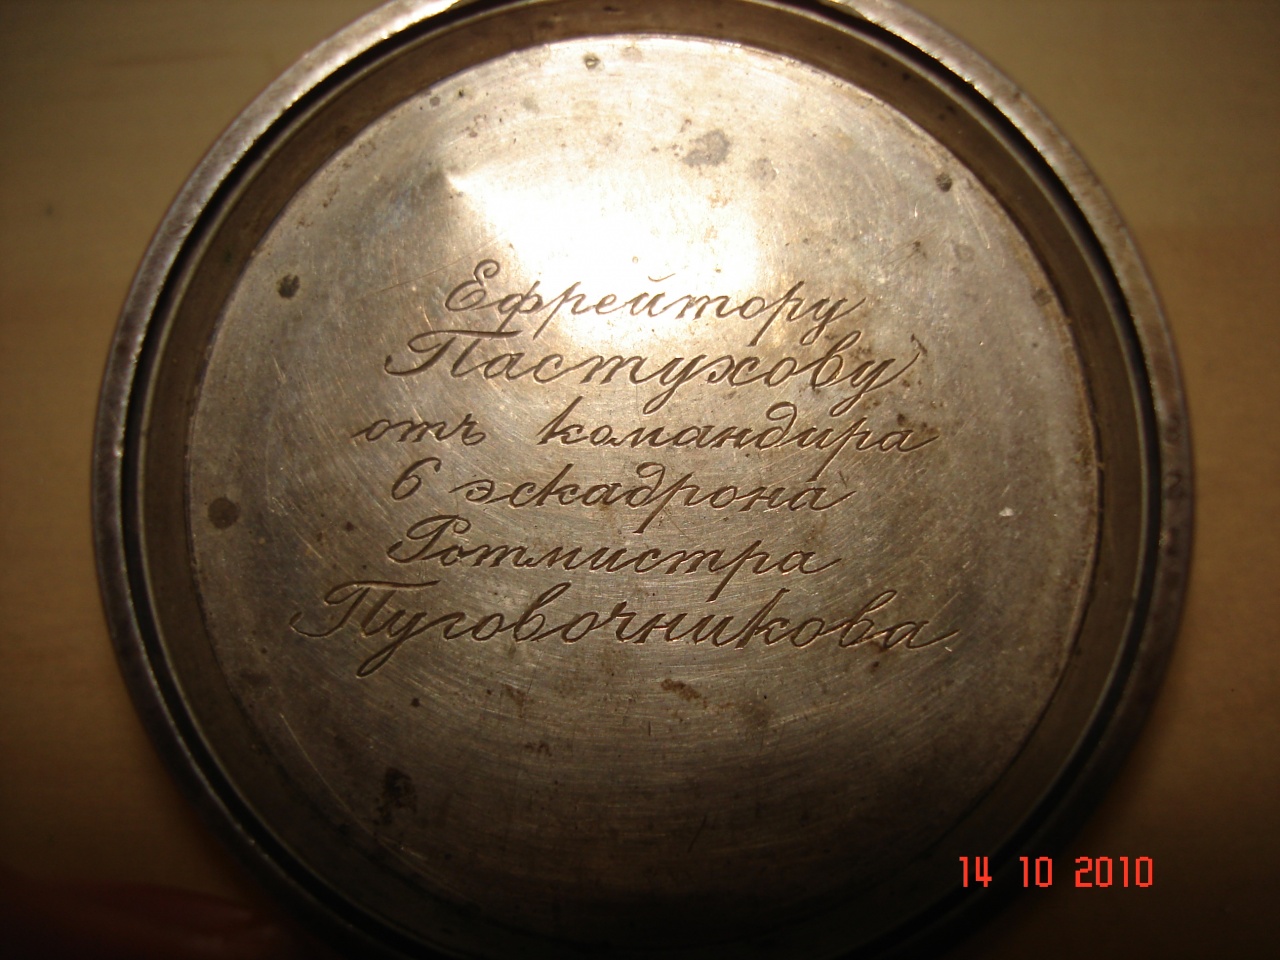 Ефрейтору
Пастухову
отъ командира
6 эскадрона
Ротмистра
Пуговочникова
14 10 2010